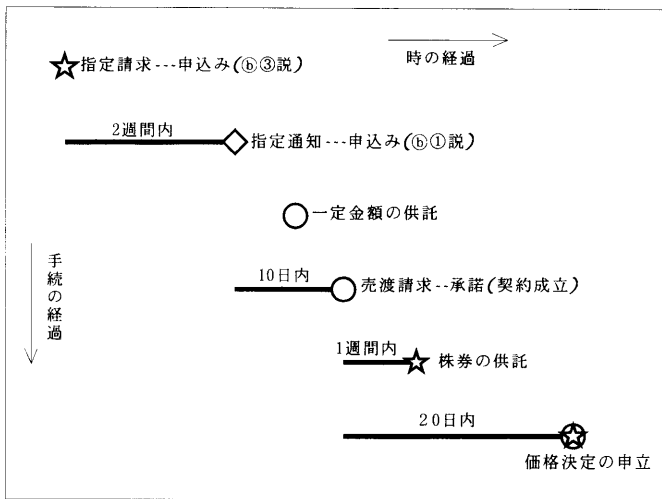 時の経過
指定請求---申込み(ⓑ③説)
2週間内
指定通知---申込み(ⓑ①説)
一定金額の供託
手続の経過
10日内
売渡請求--承諾(契約成立)
1週間内
株券の供託
20日内
価格決定の申立